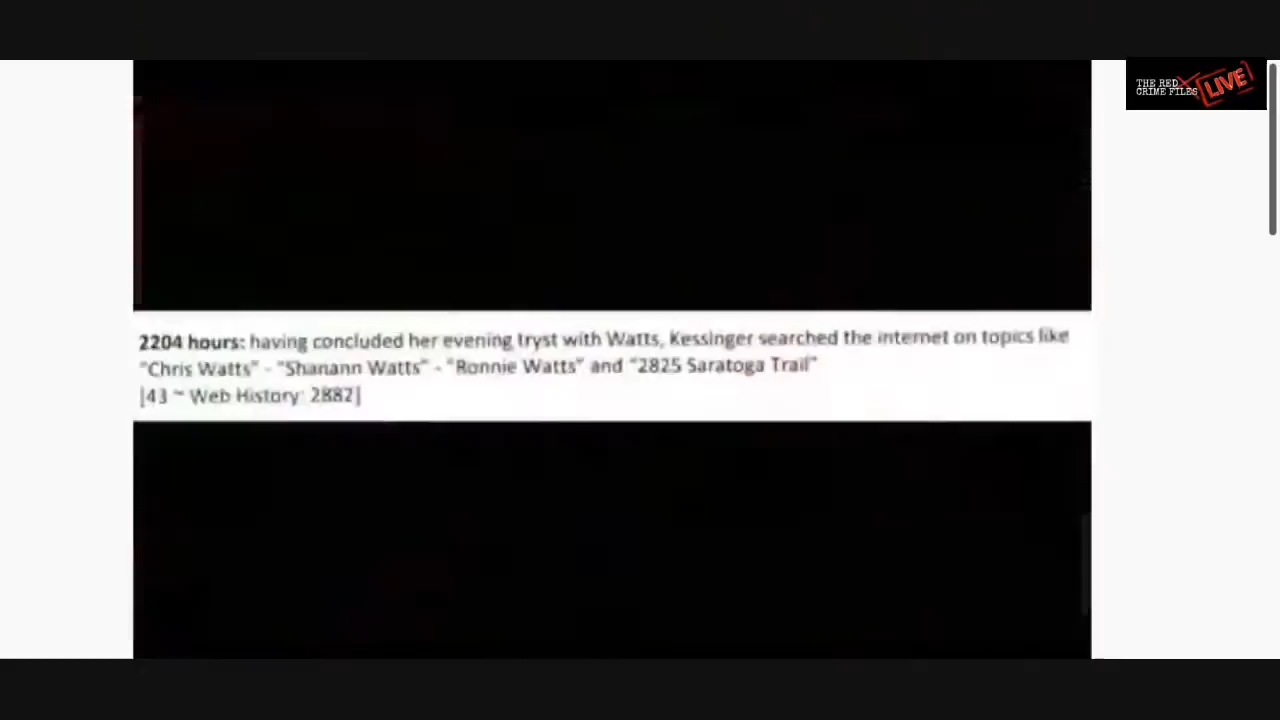 THE RED
CRIME FILES
LIVE
2204 hours: having concluded her evening tryst with Watts, Kessinger searched the internet on topics like
"Chris Watts" - "Shanann Watts" - "Ronnie Watts" and "2825 Saratoga Trail"
[43 ~ Web History: 2882]